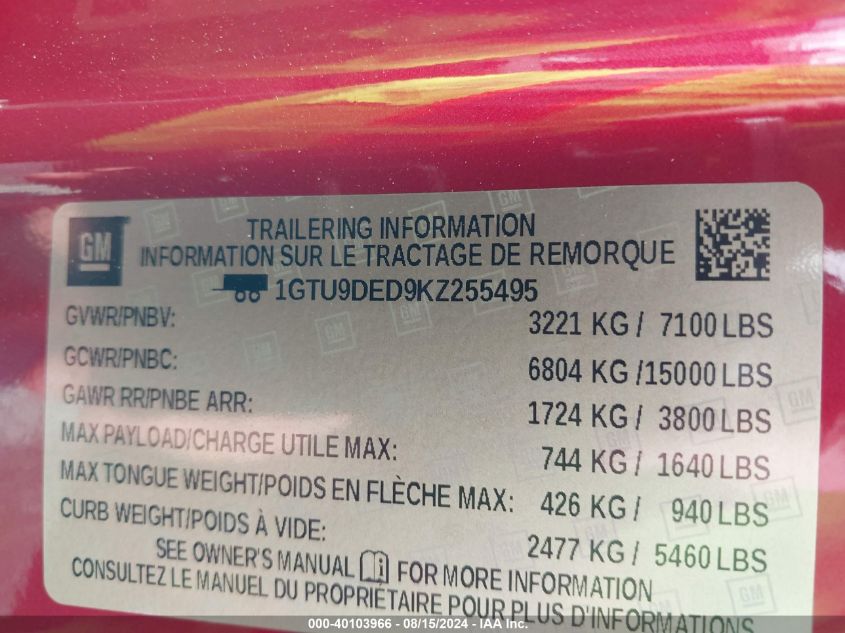 GM
TRAILERING INFORMATION
INFORMATION SUR LE TRACTAGE DE REMORQUE
1GTU9DED9KZ255495
GVWR/PNBV: 3221 KG / 7100 LBS
GCWR/PNBC: 6804 KG /15000 LBS
GAWR RR/PNBE ARR: 1724 KG / 3800 LBS
MAX PAYLOAD/CHARGE UTILE MAX: 744 KG / 1640 LBS
MAX TONGUE WEIGHT/POIDS EN FLÈCHE MAX: 426 KG / 940 LBS
CURB WEIGHT/POIDS À VIDE: 2477 KG / 5460 LBS
SEE OWNER'S MANUAL FOR MORE INFORMATION
CONSULTEZ LE MANUEL DU PROPRIÉTAIRE POUR PLUS D'INFORMATIONS
000-40103966 - 08/15/2024 - IAA Inc.